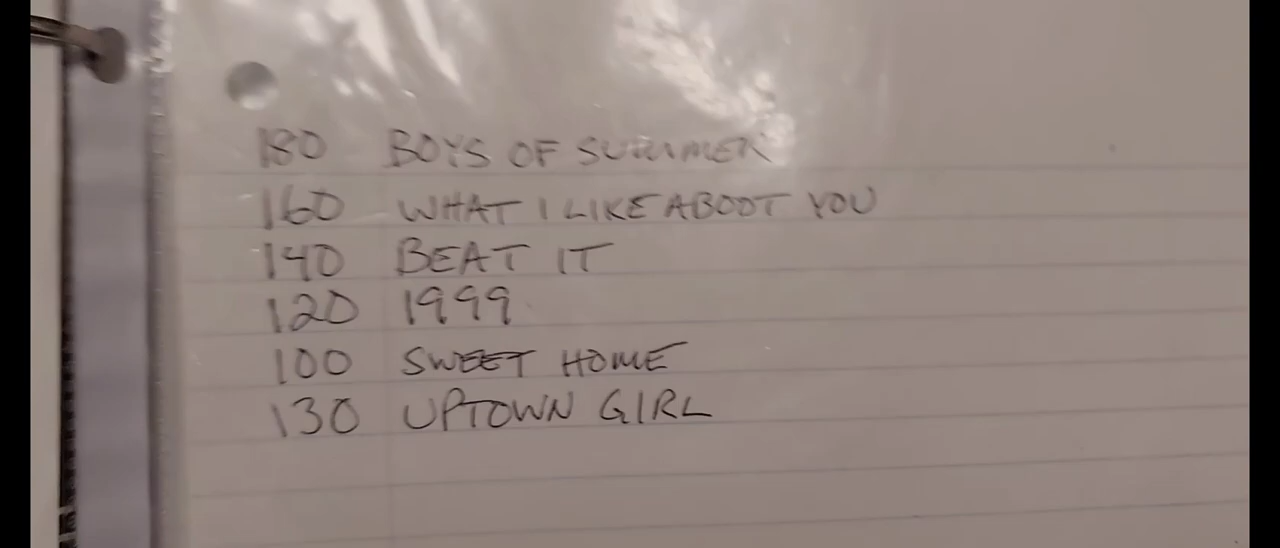 180 BOYS OF SUMMER
160 WHAT I LIKE ABOUT YOU
140 BEAT IT
120 1999
100 SWEET HOME
130 UPTOWN GIRL